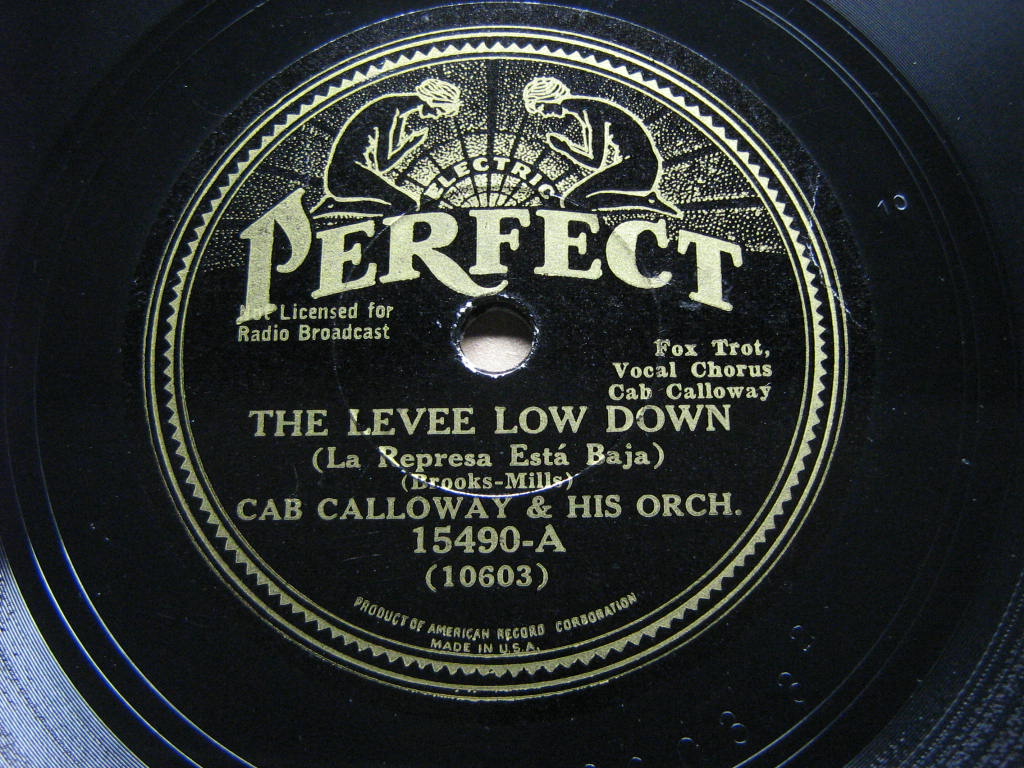 ELECTRIC
PERFECT
Not Licensed for
Radio Broadcast
10
Fox Trot,
Vocal Chorus
Cab Calloway
THE LEVEE LOW DOWN
(La Represa Está Baja)
(Brooks-Mills)
CAB CALLOWAY & HIS ORCH.
15490-A
(10603)
PRODUCT OF AMERICAN RECORD CORPORATION
MADE IN U.S.A.